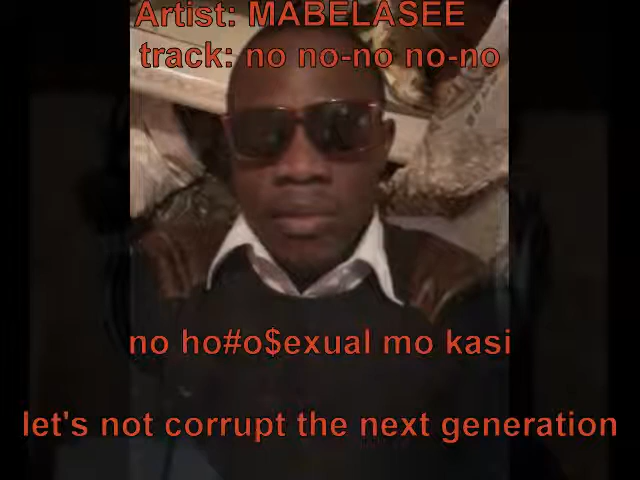 Artist: MABELASEE
track: no no-no no-no
no ho#o$exual mo kasi
let's not corrupt the next generation